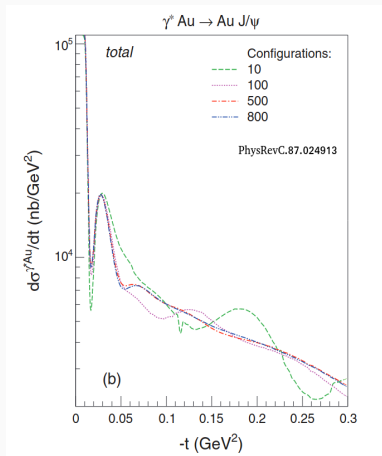 γ* Au → Au J/ψ
10⁵
total
Configurations:
10
100
500
800
PhysRevC.87.024913
dσ^γ*Au/dt (nb/GeV²)
10⁴
(b)
0 0.05 0.1 0.15 0.2 0.25 0.3
-t (GeV²)